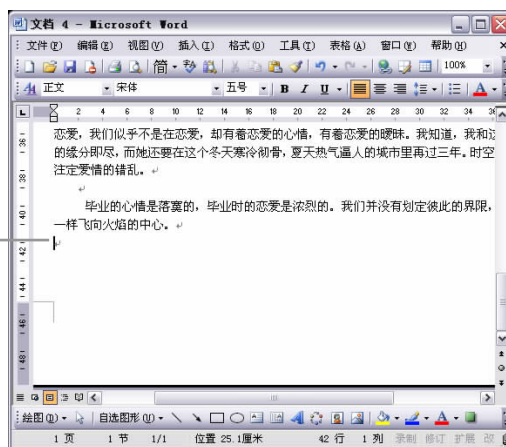 文档 4 - Microsoft Word
文件(F) 编辑(E) 视图(V) 插入(I) 格式(O) 工具(T) 表格(A) 窗口(W) 帮助(H)
简 100%
正文 宋体 五号 B I U A
L 2 4 6 8 10 12 14 16 18 20 22 24 26 28 30 32 34 36
恋爱，我们似乎不是在恋爱，却有着恋爱的心情，有着恋爱的暧昧。我知道，我和这
的缘分即尽，而她还要在这个冬天寒冷彻骨，夏天热气逼人的城市里再过三年。时空
注定爱情的错乱。
毕业的心情是落寞的，毕业时的恋爱是浓烈的。我们并没有划定彼此的界限，
一样飞向火焰的中心。
36
38
40
42
44
46
48
绘图(D) 自选图形(U) A
1 页 1 节 1/1 位置 25.1厘米 42 行 1 列 录制 修订 扩展 改